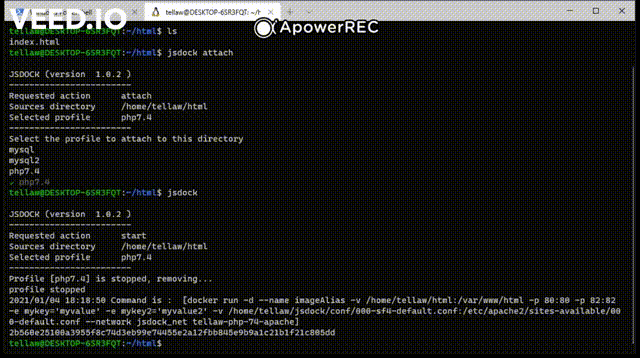 VEED.IO
tellaw@DESKTOP-6SR3FQT:~/html
ApowerREC
tellaw@DESKTOP-6SR3FQT:~/html$ ls
index.html
tellaw@DESKTOP-6SR3FQT:~/html$ jsdock attach
JSDOCK (version  1.0.2 )
------------------------
Requested action      attach
Sources directory     /home/tellaw/html
Selected profile      php7.4
------------------------
Select the profile to attach to this directory
mysql
mysql2
php7.4
✓ php7.4
tellaw@DESKTOP-6SR3FQT:~/html$ jsdock
JSDOCK (version  1.0.2 )
------------------------
Requested action      start
Sources directory     /home/tellaw/html
Selected profile      php7.4
------------------------
Profile [php7.4] is stopped, removing...
profile stopped
2021/01/04 18:18:50 Command is :  [docker run -d --name imageAlias -v /home/tellaw/html:/var/www/html -p 80:80 -p 82:82
-e mykey='myvalue' -e mykey2='myvalue2' -v /home/tellaw/jsdock/conf/000-sf4-default.conf:/etc/apache2/sites-available/00
0-default.conf --network jsdock_net tellaw-php-74-apache]
2b560e25100a3955f8c74d3eb99e74455e2a12fbb845e9b9a1c21b1f21c805dd
tellaw@DESKTOP-6SR3FQT:~/html$